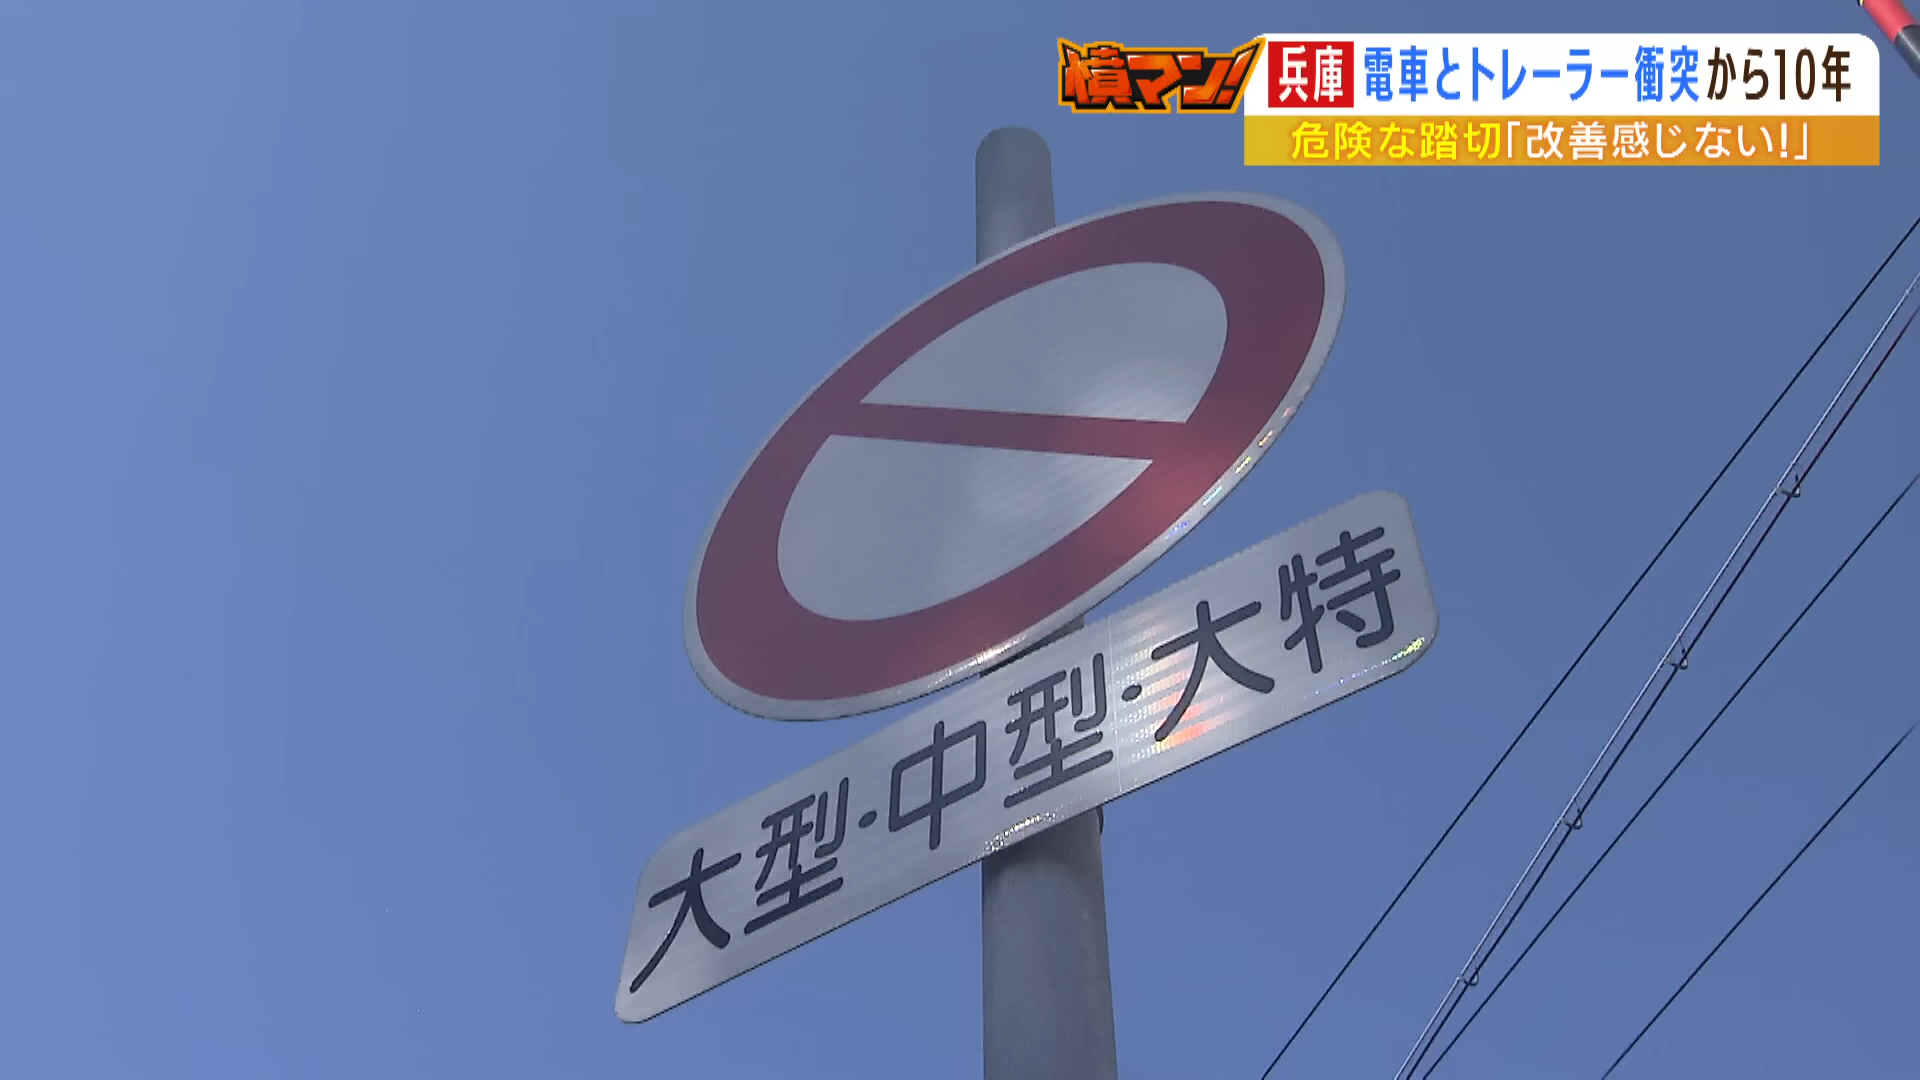 憤マン!
兵庫 電車とトレーラー衝突から10年
危険な踏切「改善感じない!」
大型・中型・大特